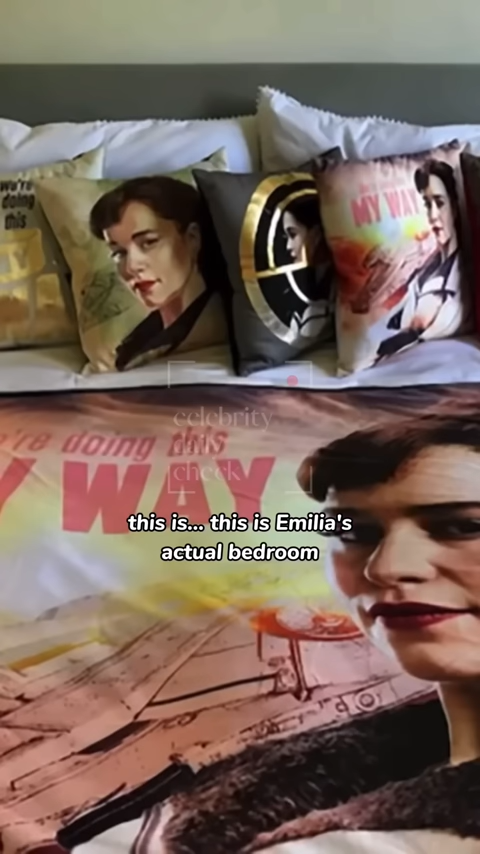 we're
doing
this
MY WAY
celebrity
check
're doing this
Y WAY
this is... this is Emilia's
actual bedroom